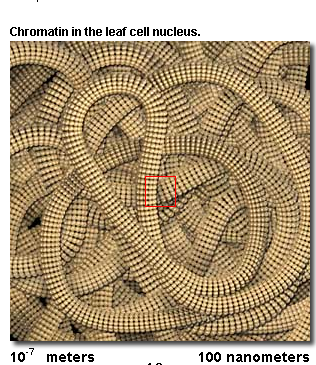 Chromatin in the leaf cell nucleus.
10⁻⁷ meters 100 nanometers